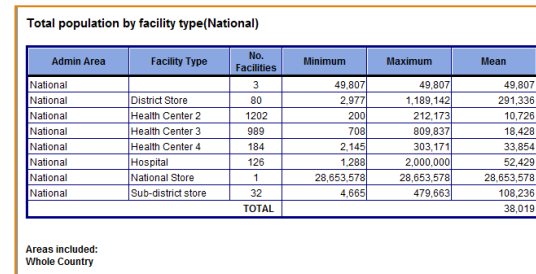 Total population by facility type(National)
Admin Area Facility Type No. Facilities Minimum Maximum Mean
National 3 49,807 49,807 49,807
National District Store 80 2,977 1,189,142 291,336
National Health Center 2 1202 200 212,173 10,726
National Health Center 3 989 708 809,837 18,428
National Health Center 4 184 2,145 303,171 33,854
National Hospital 126 1,288 2,000,000 52,429
National National Store 1 28,653,578 28,653,578 28,653,578
National Sub-district store 32 4,665 479,663 108,236
TOTAL 38,019
Areas included:
Whole Country